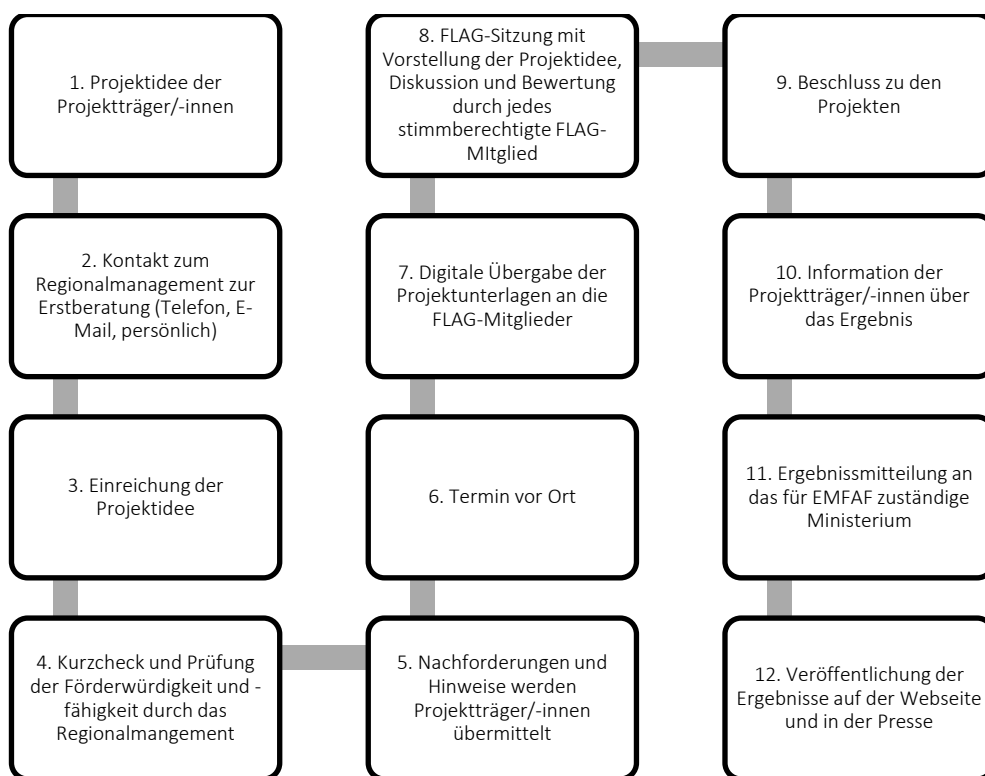 1. Projektidee der
Projektträger/-innen
2. Kontakt zum
Regionalmanagement zur
Erstberatung (Telefon, E-
Mail, persönlich)
3. Einreichung der
Projektidee
4. Kurzcheck und Prüfung
der Förderwürdigkeit und -
fähigkeit durch das
Regionalmangement
5. Nachforderungen und
Hinweise werden
Projektträger/-innen
übermittelt
6. Termin vor Ort
7. Digitale Übergabe der
Projektunterlagen an die
FLAG-Mitglieder
8. FLAG-Sitzung mit
Vorstellung der Projektidee,
Diskussion und Bewertung
durch jedes
stimmberechtigte FLAG-
MItglied
9. Beschluss zu den
Projekten
10. Information der
Projektträger/-innen über
das Ergebnis
11. Ergebnissmitteilung an
das für EMFAF zuständige
Ministerium
12. Veröffentlichung der
Ergebnisse auf der Webseite
und in der Presse